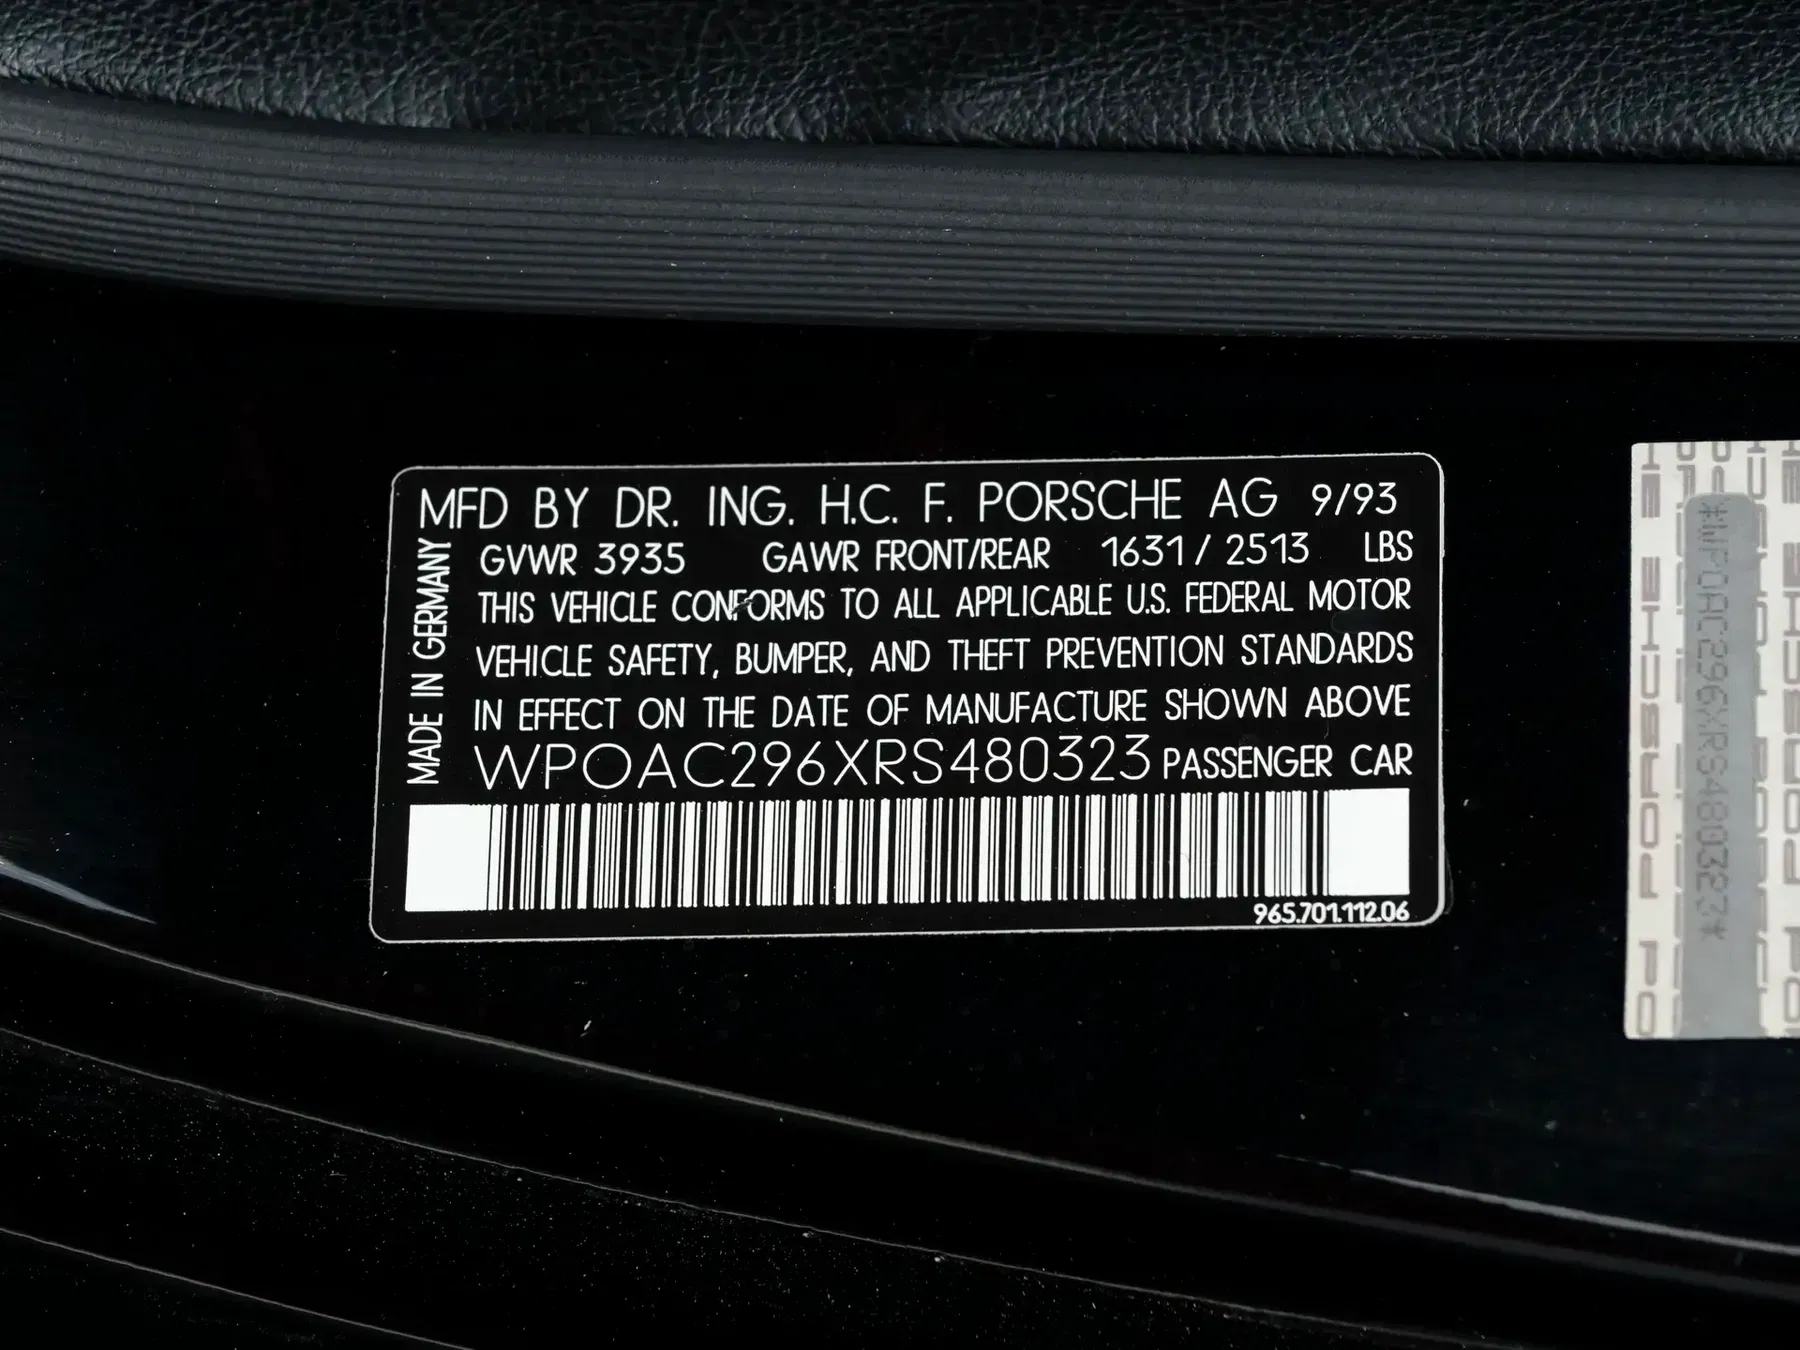 MFD BY DR. ING. H.C. F. PORSCHE AG 9/93
GVWR 3935 GAWR FRONT/REAR 1631 / 2513 LBS
THIS VEHICLE CONFORMS TO ALL APPLICABLE U.S. FEDERAL MOTOR
VEHICLE SAFETY, BUMPER, AND THEFT PREVENTION STANDARDS
IN EFFECT ON THE DATE OF MANUFACTURE SHOWN ABOVE
WP0AC296XRS480323 PASSENGER CAR
965.701.112.06
MADE IN GERMANY
*WP0AC296XRS480323*
PORSCHE